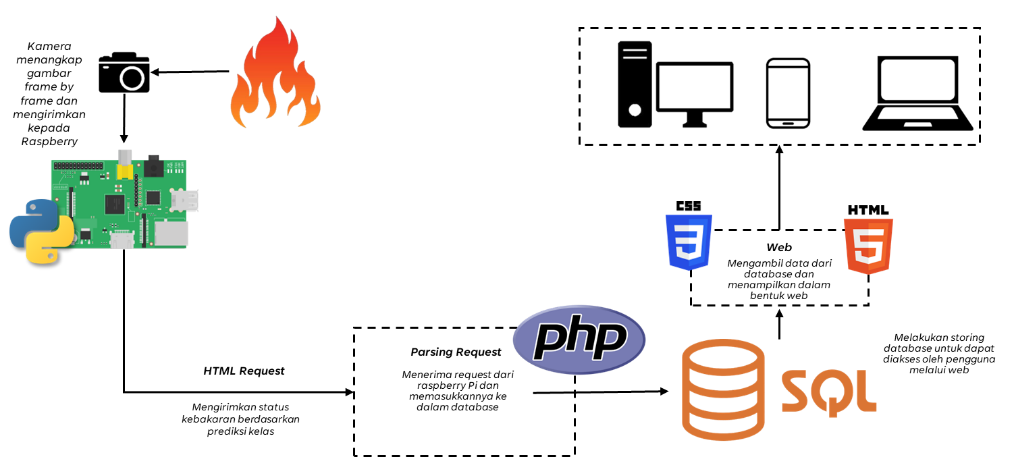 Kamera
menangkap
gambar
frame by
frame dan
mengirimkan
kepada
Raspberry
HTML Request
Mengirimkan status
kebakaran berdasarkan
prediksi kelas
Parsing Request
Menerima request dari
raspberry Pi dan
memasukkannya ke
dalam database
php
SQL
Melakukan storing
database untuk dapat
diakses oleh pengguna
melalui web
CSS
3
HTML
5
Web
Mengambil data dari
database dan
menampilkan dalam
bentuk web